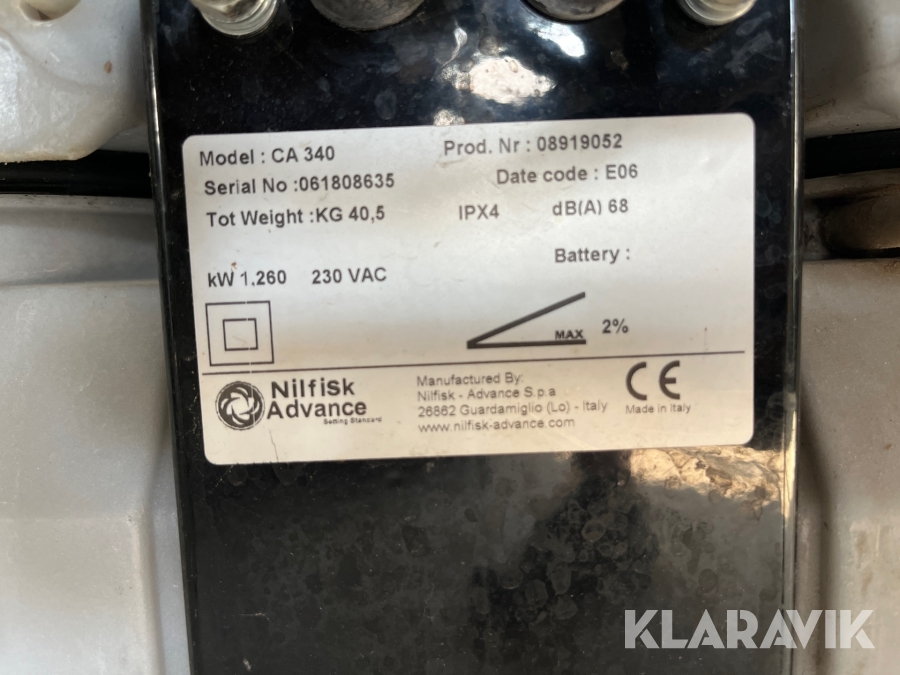 Model : CA 340 Prod. Nr : 08919052
Serial No :061808635 Date code : E06
Tot Weight :KG 40,5 IPX4 dB(A) 68
Battery :
kW 1.260 230 VAC
MAX 2%
Nilfisk
Advance
Setting Standard
Manufactured By:
Nilfisk - Advance S.p.a
26862 Guardamiglio (Lo) - Italy
www.nilfisk-advance.com
CE
Made in Italy
KLARAVIK